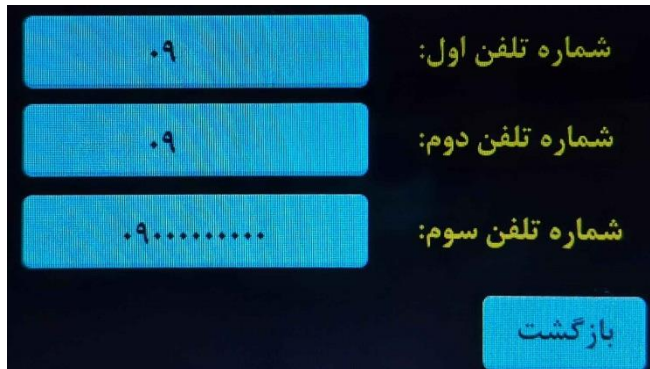 شماره تلفن اول: ۰۹
شماره تلفن دوم: ۰۹
شماره تلفن سوم: ۰۹۰۰۰۰۰۰۰۰۰
بازگشت